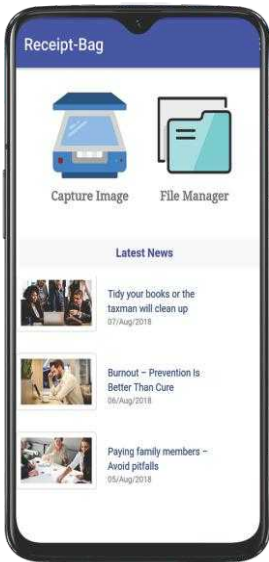 Receipt-Bag
Capture Image
File Manager
Latest News
Tidy your books or the
taxman will clean up
07/Aug/2018
Burnout – Prevention Is
Better Than Cure
06/Aug/2018
Paying family members –
Avoid pitfalls
05/Aug/2018